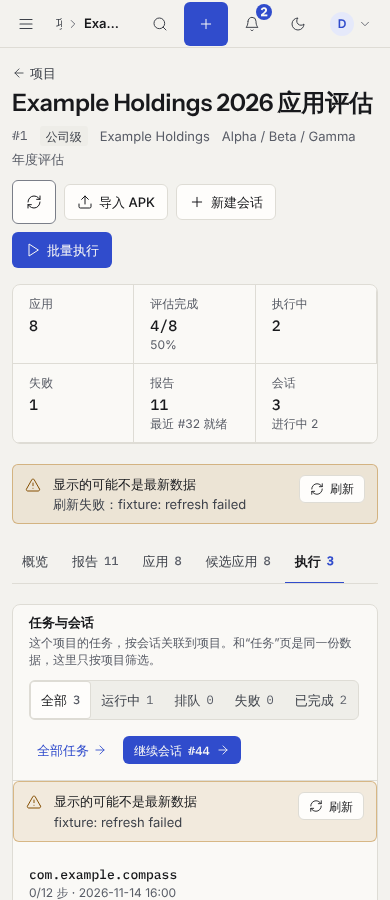 Exa...
2
D
项目
Example Holdings 2026 应用评估
#1 公司级 Example Holdings Alpha / Beta / Gamma
年度评估
导入 APK
新建会话
批量执行
应用 评估完成 执行中
8 4/8 2
50%
失败 报告 会话
1 11 3
最近 #32 就绪 进行中 2
显示的可能不是最新数据
刷新失败：fixture: refresh failed
刷新
概览 报告 11 应用 8 候选应用 8 执行 3
任务与会话
这个项目的任务，按会话关联到项目。和“任务”页是同一份数
据，这里只按项目筛选。
全部 3 运行中 1 排队 0 失败 0 已完成 2
全部任务 继续会话 #44
显示的可能不是最新数据
fixture: refresh failed
刷新
com.example.compass
0/12 步 · 2026-11-14 16:00